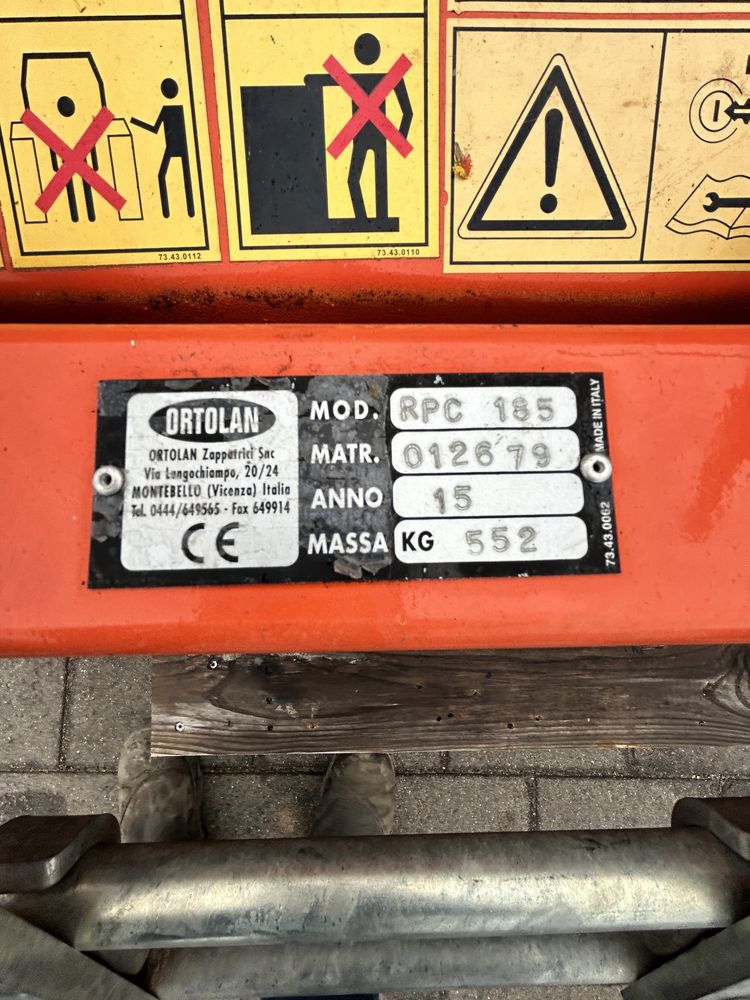 73.43.0112
73.43.0110
ORTOLAN
ORTOLAN Zappatrici Snc
Via Lungochiampo, 20/24
MONTEBELLO (Vicenza) Italia
Tel. 0444/649565 - Fax 649914
CE
MOD. RPC 185
MATR. 012679
ANNO 15
MASSA KG 552
MADE IN ITALY
73.43.0062